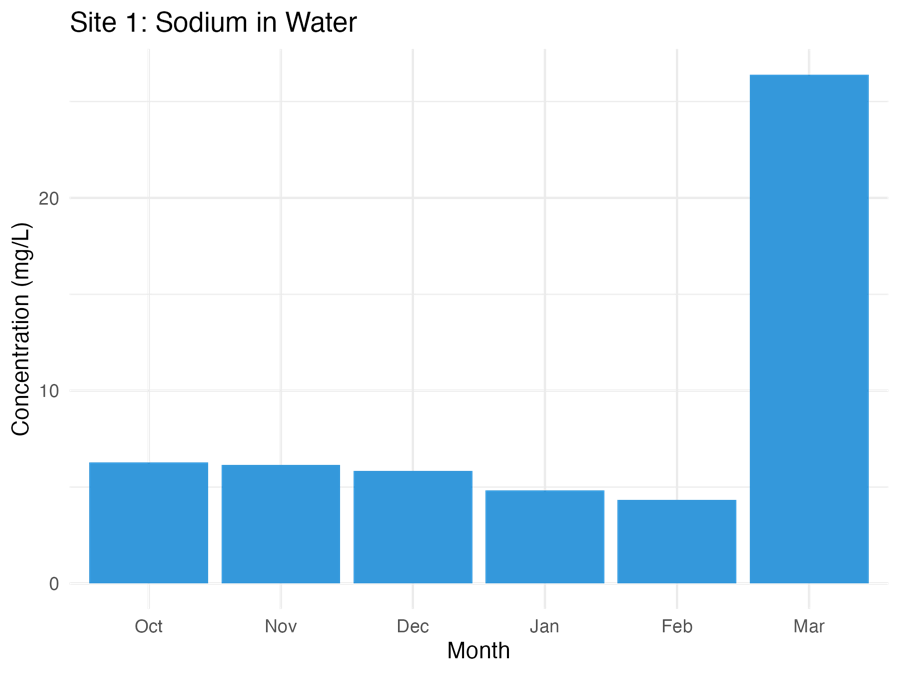 Site 1: Sodium in Water
Concentration (mg/L)
20
10
0
Oct Nov Dec Jan Feb Mar
Month